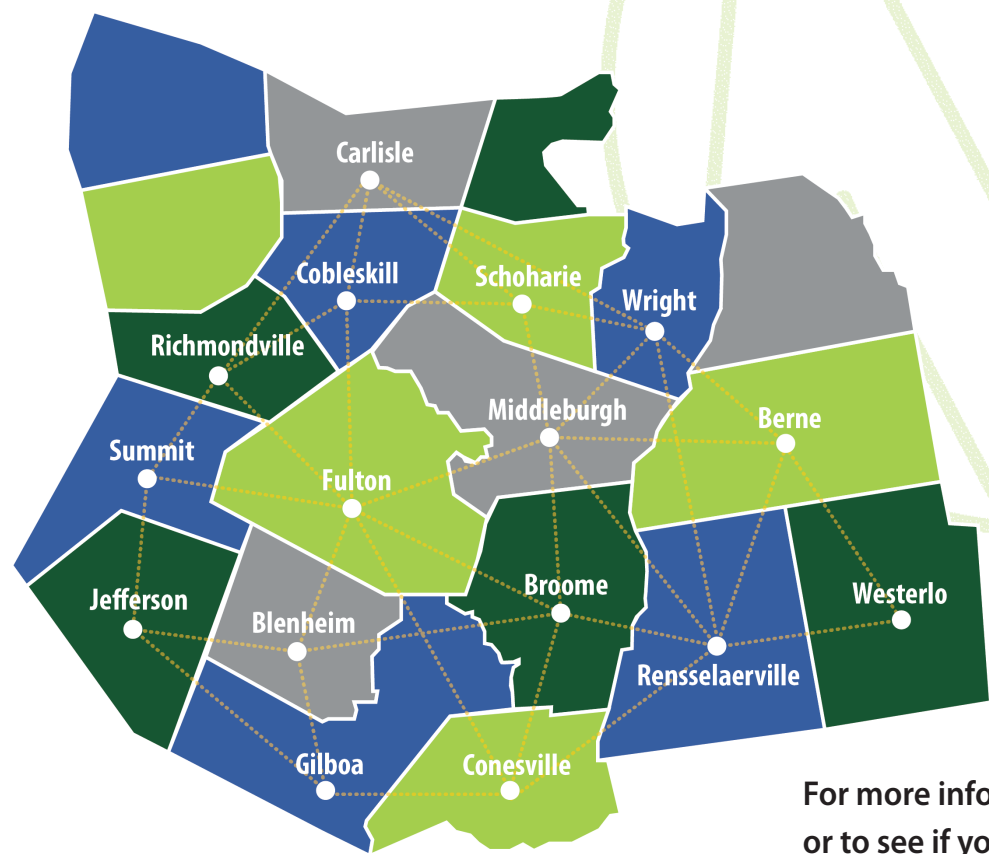 Carlisle
Cobleskill
Schoharie
Wright
Richmondville
Middleburgh
Berne
Summit
Fulton
Jefferson
Blenheim
Broome
Westerlo
Rensselaerville
Gilboa
Conesville
For more info
or to see if yo